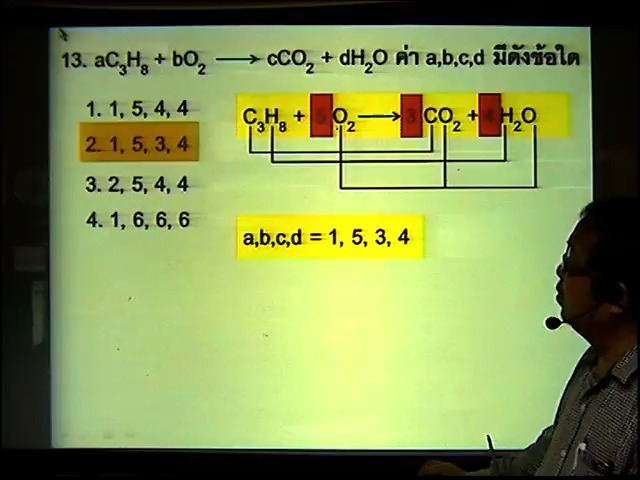 13. aC₃H₈ + bO₂ ⟶ cCO₂ + dH₂O ค่า a,b,c,d มีดังข้อใด
1. 1, 5, 4, 4
2. 1, 5, 3, 4
3. 2, 5, 4, 4
4. 1, 6, 6, 6
C₃H₈ + 5 O₂ ⟶ 3 CO₂ + 4 H₂O
a,b,c,d = 1, 5, 3, 4